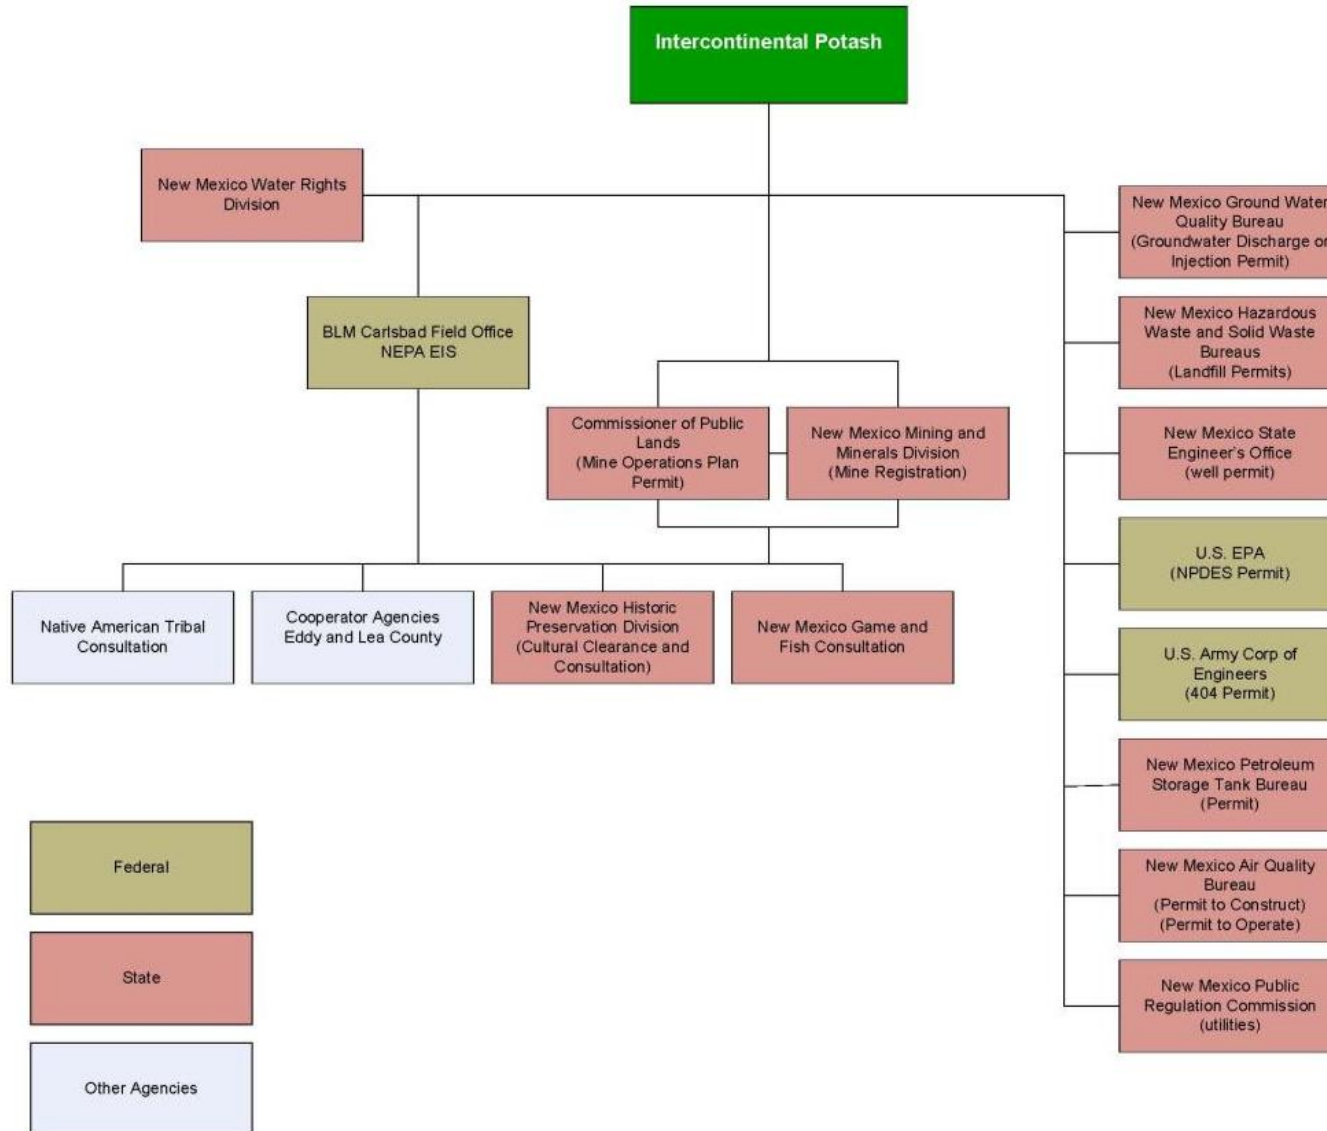 Intercontinental Potash
New Mexico Water Rights
Division
BLM Carlsbad Field Office
NEPA EIS
Commissioner of Public
Lands
(Mine Operations Plan
Permit)
New Mexico Mining and
Minerals Division
(Mine Registration)
Native American Tribal
Consultation
Cooperator Agencies
Eddy and Lea County
New Mexico Historic
Preservation Division
(Cultural Clearance and
Consultation)
New Mexico Game and
Fish Consultation
New Mexico Ground Water
Quality Bureau
(Groundwater Discharge or
Injection Permit)
New Mexico Hazardous
Waste and Solid Waste
Bureaus
(Landfill Permits)
New Mexico State
Engineer's Office
(well permit)
U.S. EPA
(NPDES Permit)
U.S. Army Corp of
Engineers
(404 Permit)
New Mexico Petroleum
Storage Tank Bureau
(Permit)
New Mexico Air Quality
Bureau
(Permit to Construct)
(Permit to Operate)
New Mexico Public
Regulation Commission
(utilities)
Federal
State
Other Agencies